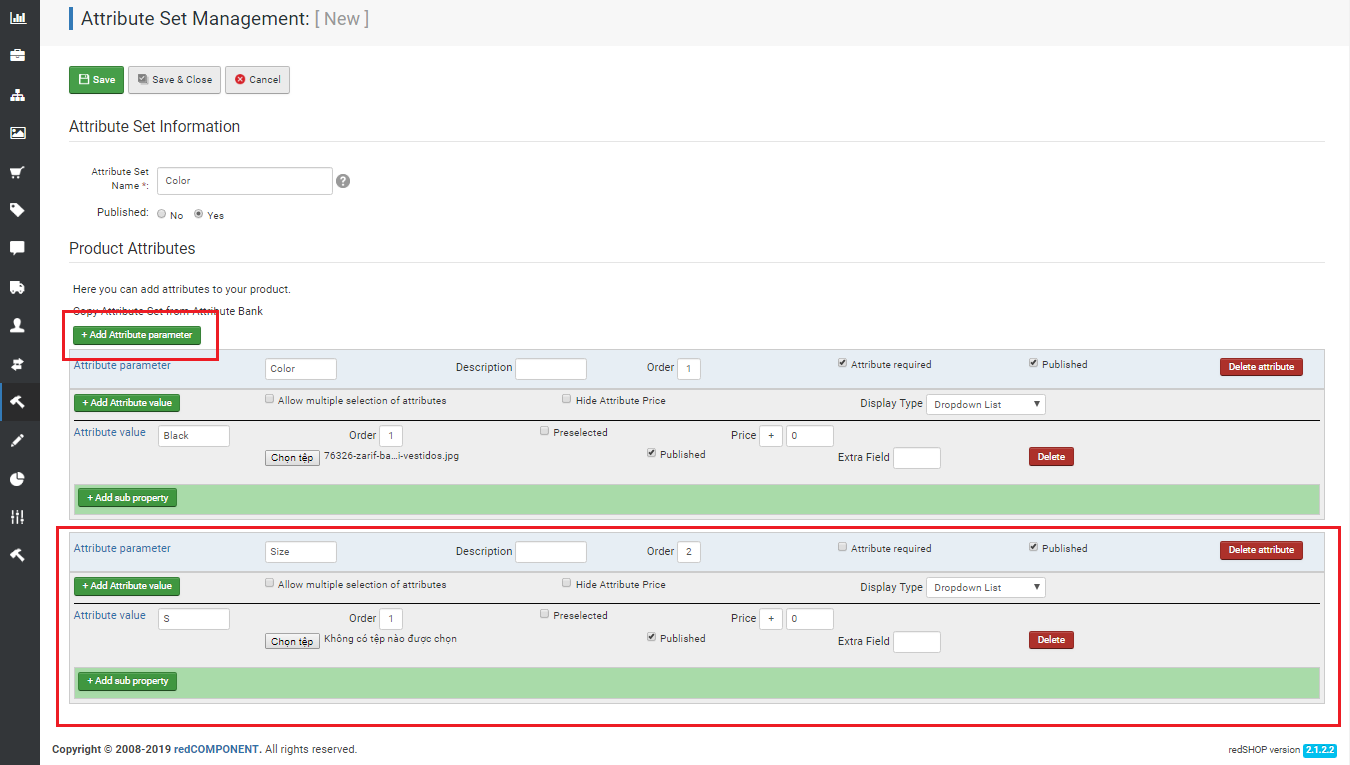 Attribute Set Management: [ New ]
Save Save & Close Cancel
Attribute Set Information
Attribute Set
Name *: Color ?
Published: No Yes
Product Attributes
Here you can add attributes to your product.
Copy Attribute Set from Attribute Bank
+ Add Attribute parameter
Attribute parameter Color Description Order 1 Attribute required Published Delete attribute
+ Add Attribute value Allow multiple selection of attributes Hide Attribute Price Display Type Dropdown List
Attribute value Black Order 1 Preselected Price + 0
Chọn tệp 76326-zarif-ba...i-vestidos.jpg Published Extra Field Delete
+ Add sub property
Attribute parameter Size Description Order 2 Attribute required Published Delete attribute
+ Add Attribute value Allow multiple selection of attributes Hide Attribute Price Display Type Dropdown List
Attribute value S Order 1 Preselected Price + 0
Chọn tệp Không có tệp nào được chọn Published Extra Field Delete
+ Add sub property
Copyright © 2008-2019 redCOMPONENT. All rights reserved. redSHOP version 2.1.2.2